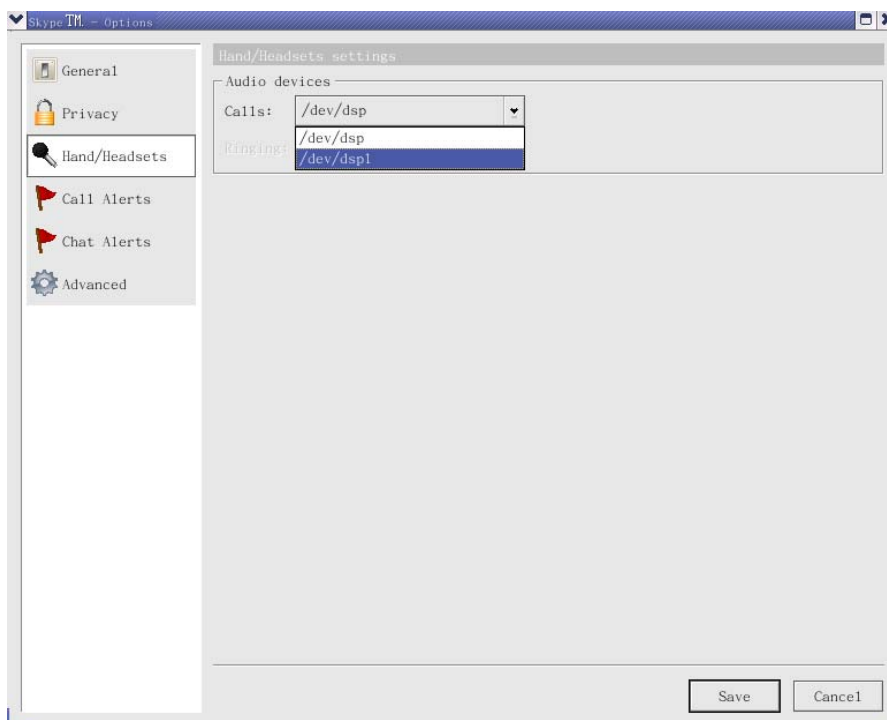 Skype TM. - Options
General
Privacy
Hand/Headsets
Call Alerts
Chat Alerts
Advanced
Hand/Headsets settings
Audio devices
Calls: /dev/dsp
/dev/dsp
Ringing:
/dev/dsp1
Save
Cancel